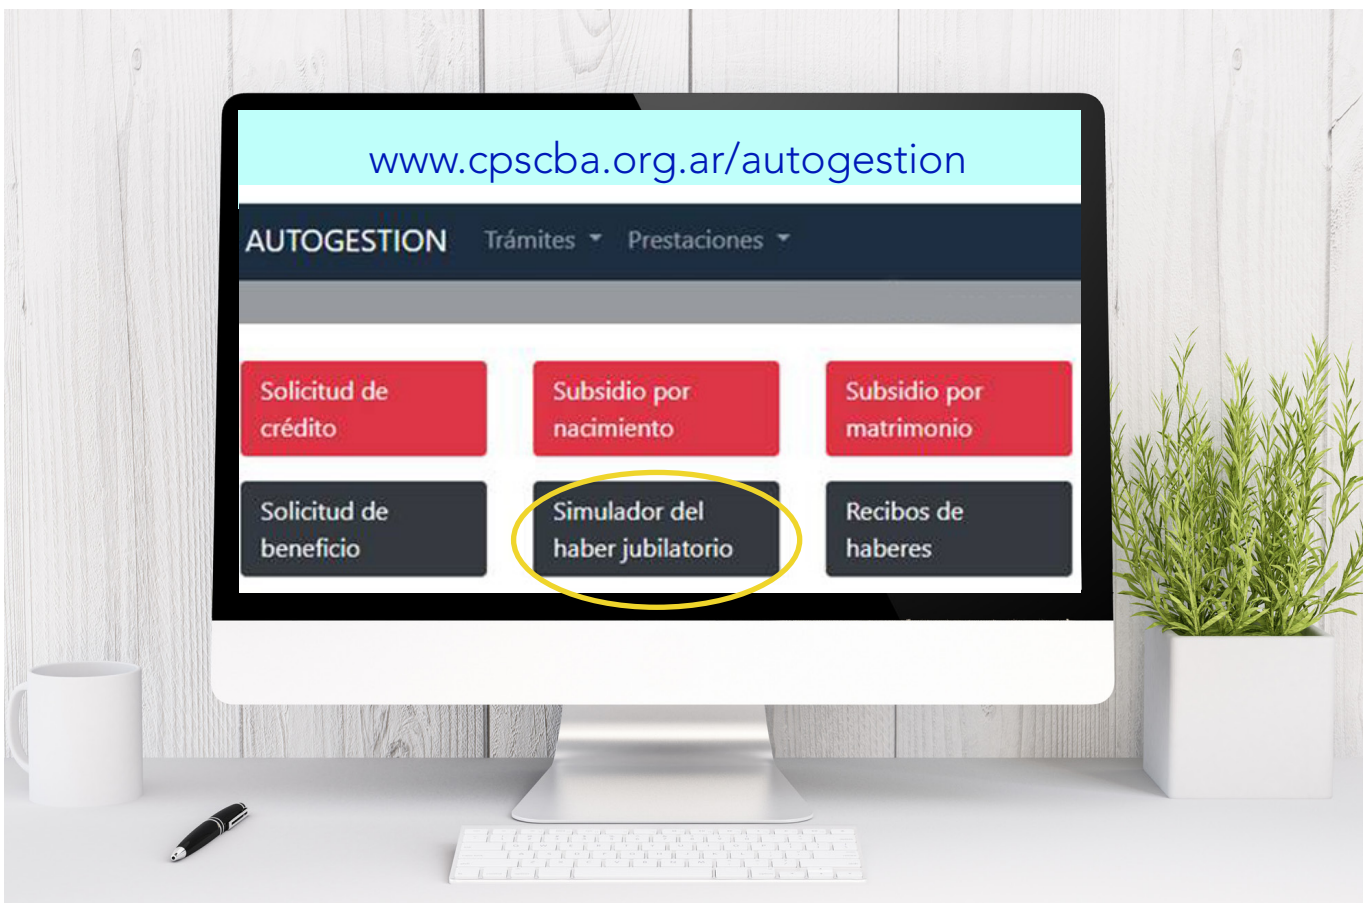 www.cpscba.org.ar/autogestion
AUTOGESTION Trámites Prestaciones
Solicitud de
crédito
Subsidio por
nacimiento
Subsidio por
matrimonio
Solicitud de
beneficio
Simulador del
haber jubilatorio
Recibos de
haberes